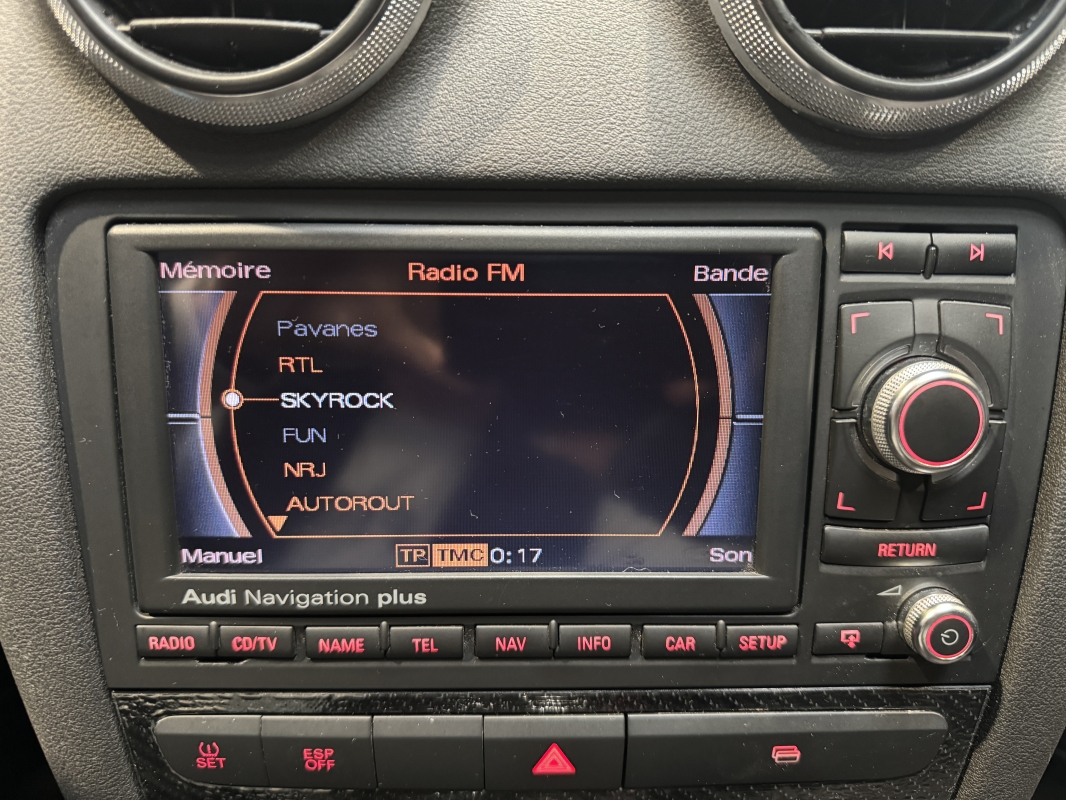 Mémoire Radio FM Bande
Pavanes
RTL
SKYROCK
FUN
NRJ
AUTOROUT
Manuel TP TMC 0:17 Son
Audi Navigation plus
RETURN
RADIO CD/TV NAME TEL NAV INFO CAR SETUP
SET ESP OFF